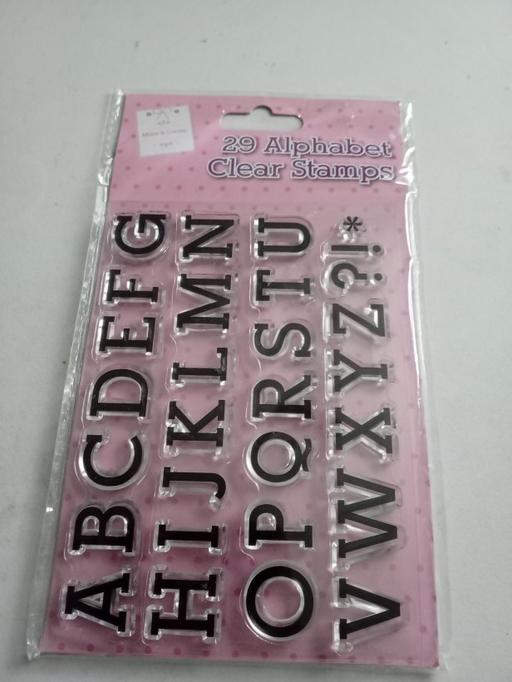 29 Alphabet
Clear Stamps
ABCDEFG
HIJKLMN
OPQRSTU
VWXYZ?!*